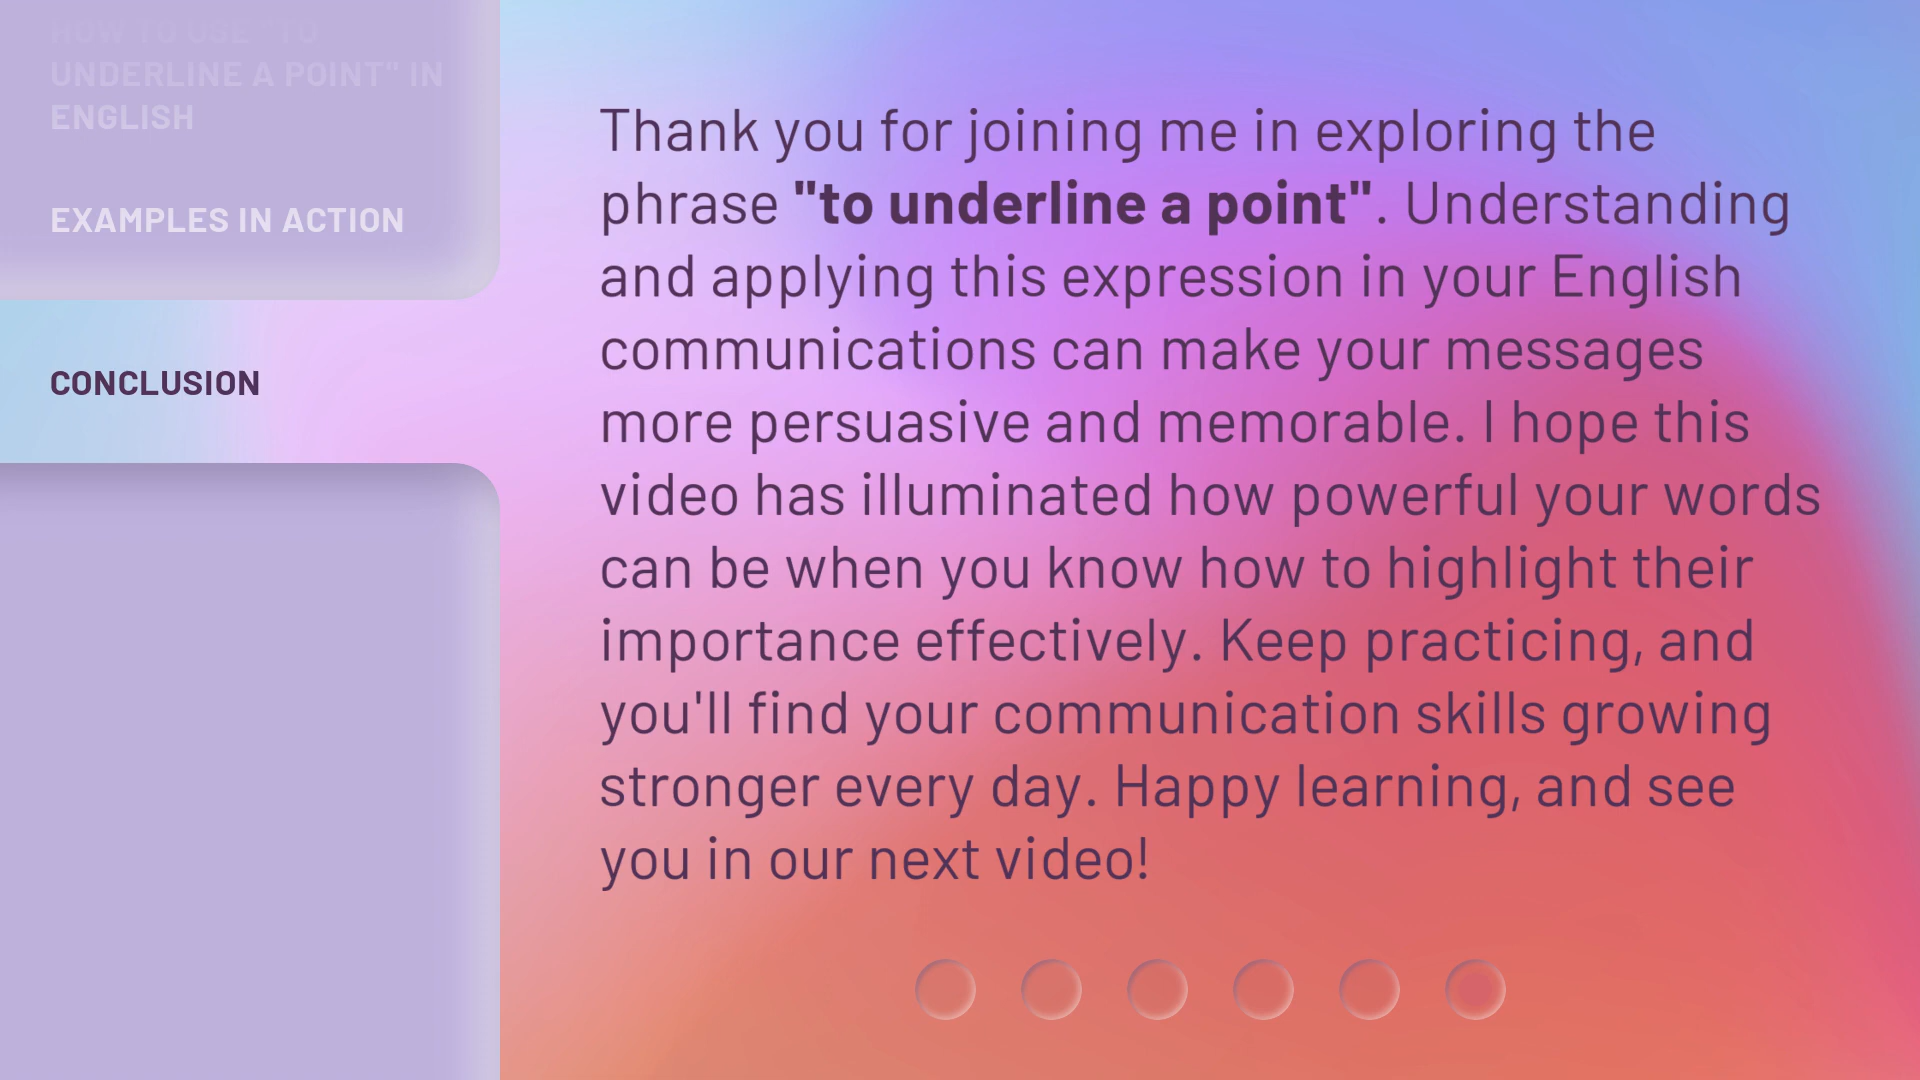 HOW TO USE "TO
UNDERLINE A POINT" IN
ENGLISH
EXAMPLES IN ACTION
CONCLUSION
Thank you for joining me in exploring the
phrase "to underline a point". Understanding
and applying this expression in your English
communications can make your messages
more persuasive and memorable. I hope this
video has illuminated how powerful your words
can be when you know how to highlight their
importance effectively. Keep practicing, and
you'll find your communication skills growing
stronger every day. Happy learning, and see
you in our next video!